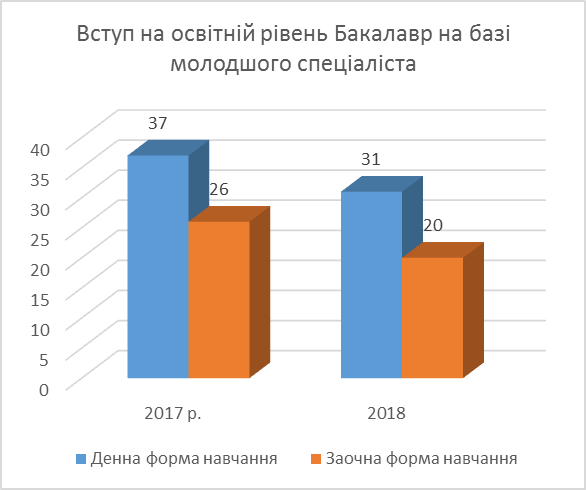 Вступ на освітній рівень Бакалавр на базі
молодшого спеціаліста
37
31
26
20
40
35
30
25
20
15
10
5
0
2017 р.
2018
Денна форма навчання
Заочна форма навчання